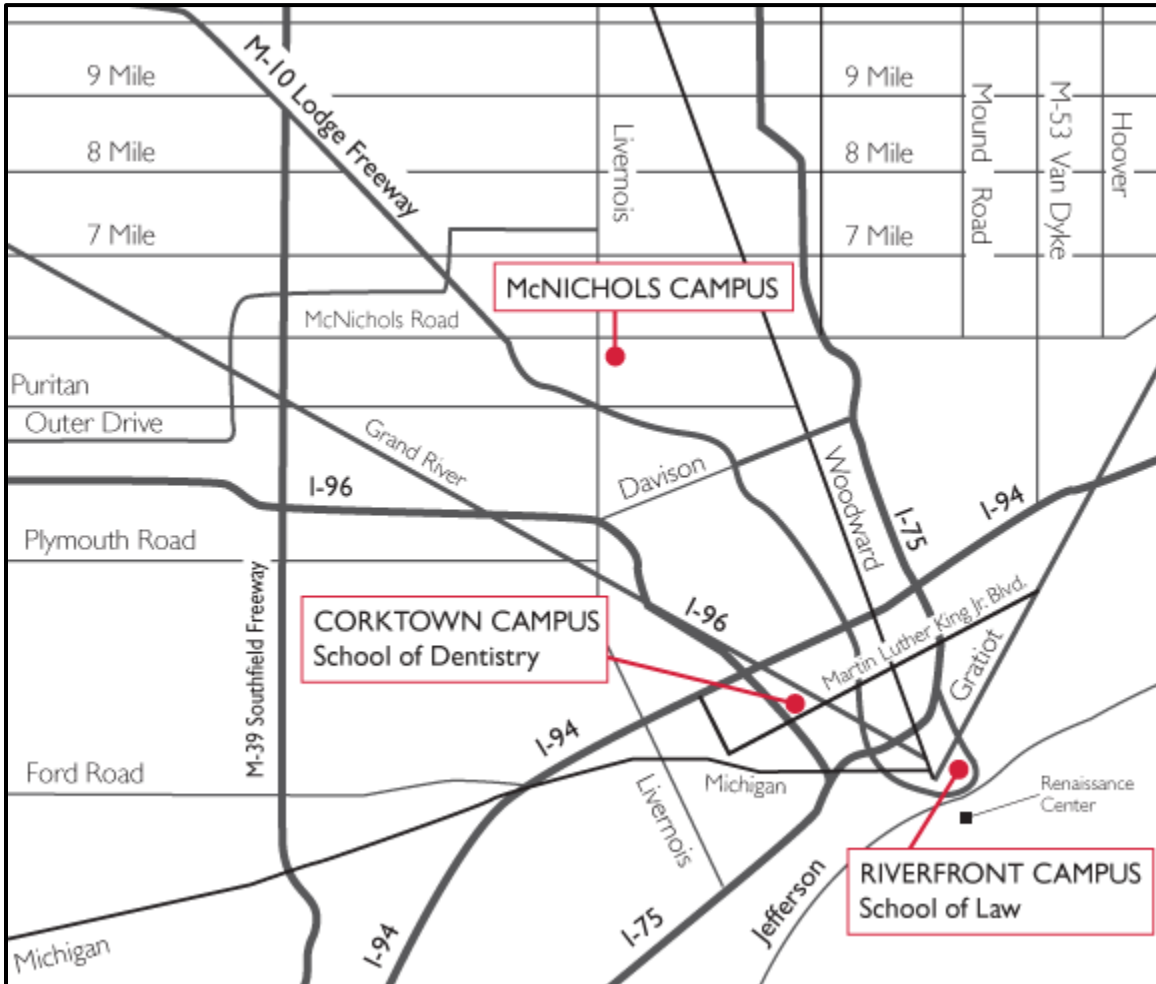 M-10 Lodge Freeway
9 Mile
9 Mile
Livernois
Mound Road
M-53 Van Dyke
Hoover
8 Mile
8 Mile
7 Mile
7 Mile
McNICHOLS CAMPUS
McNichols Road
Puritan
Outer Drive
Grand River
Davison
Woodward
I-96
I-75
I-94
Plymouth Road
M-39 Southfield Freeway
CORKTOWN CAMPUS
School of Dentistry
I-96
Martin Luther King Jr. Blvd.
Gratiot
I-94
Ford Road
Michigan
Livernois
Renaissance
Center
RIVERFRONT CAMPUS
School of Law
Jefferson
I-75
I-94
Michigan